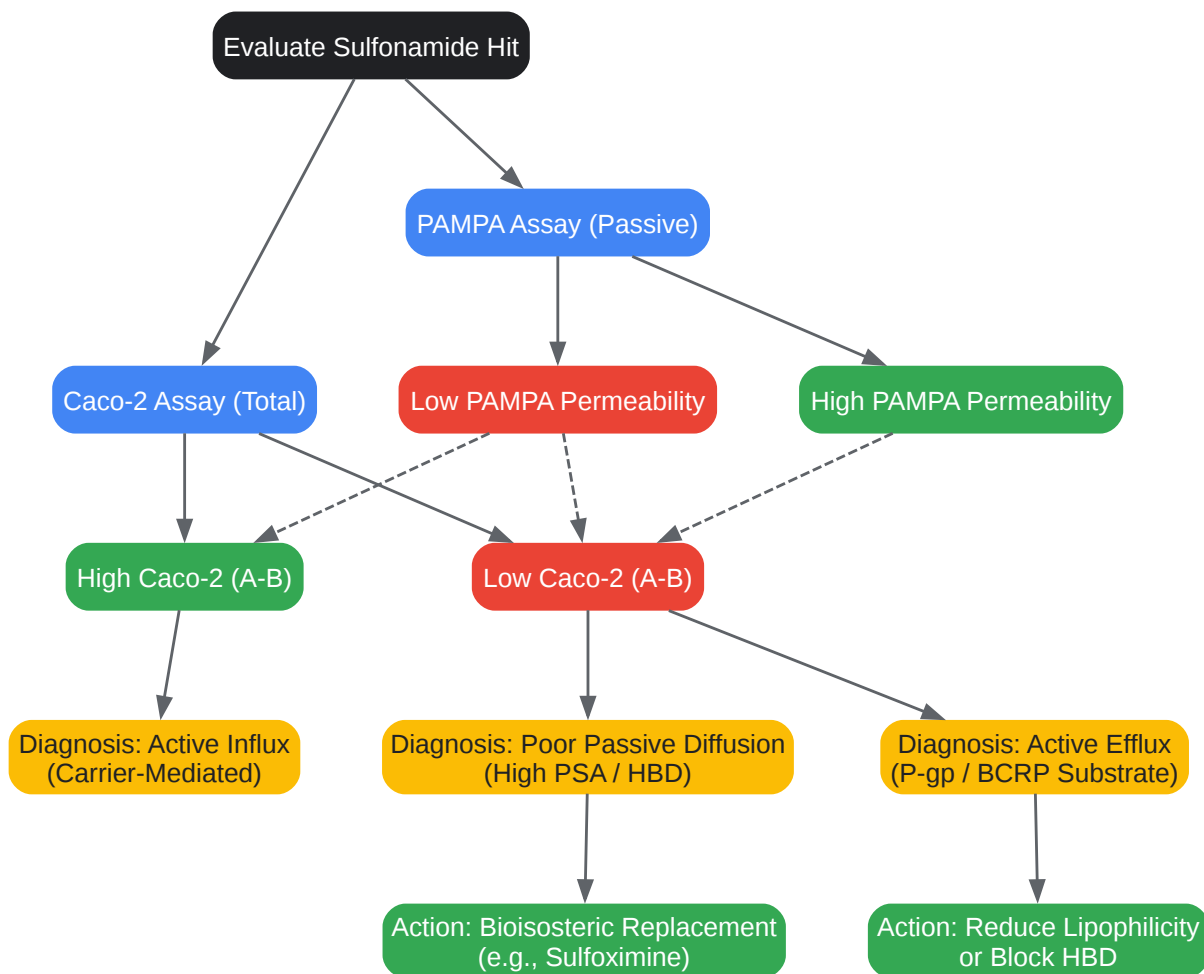 Evaluate Sulfonamide Hit
PAMPA Assay (Passive)
Caco-2 Assay (Total)
Low PAMPA Permeability
High PAMPA Permeability
High Caco-2 (A-B)
Low Caco-2 (A-B)
Diagnosis: Active Influx
(Carrier-Mediated)
Diagnosis: Poor Passive Diffusion
(High PSA / HBD)
Diagnosis: Active Efflux
(P-gp / BCRP Substrate)
Action: Bioisosteric Replacement
(e.g., Sulfoximine)
Action: Reduce Lipophilicity
or Block HBD